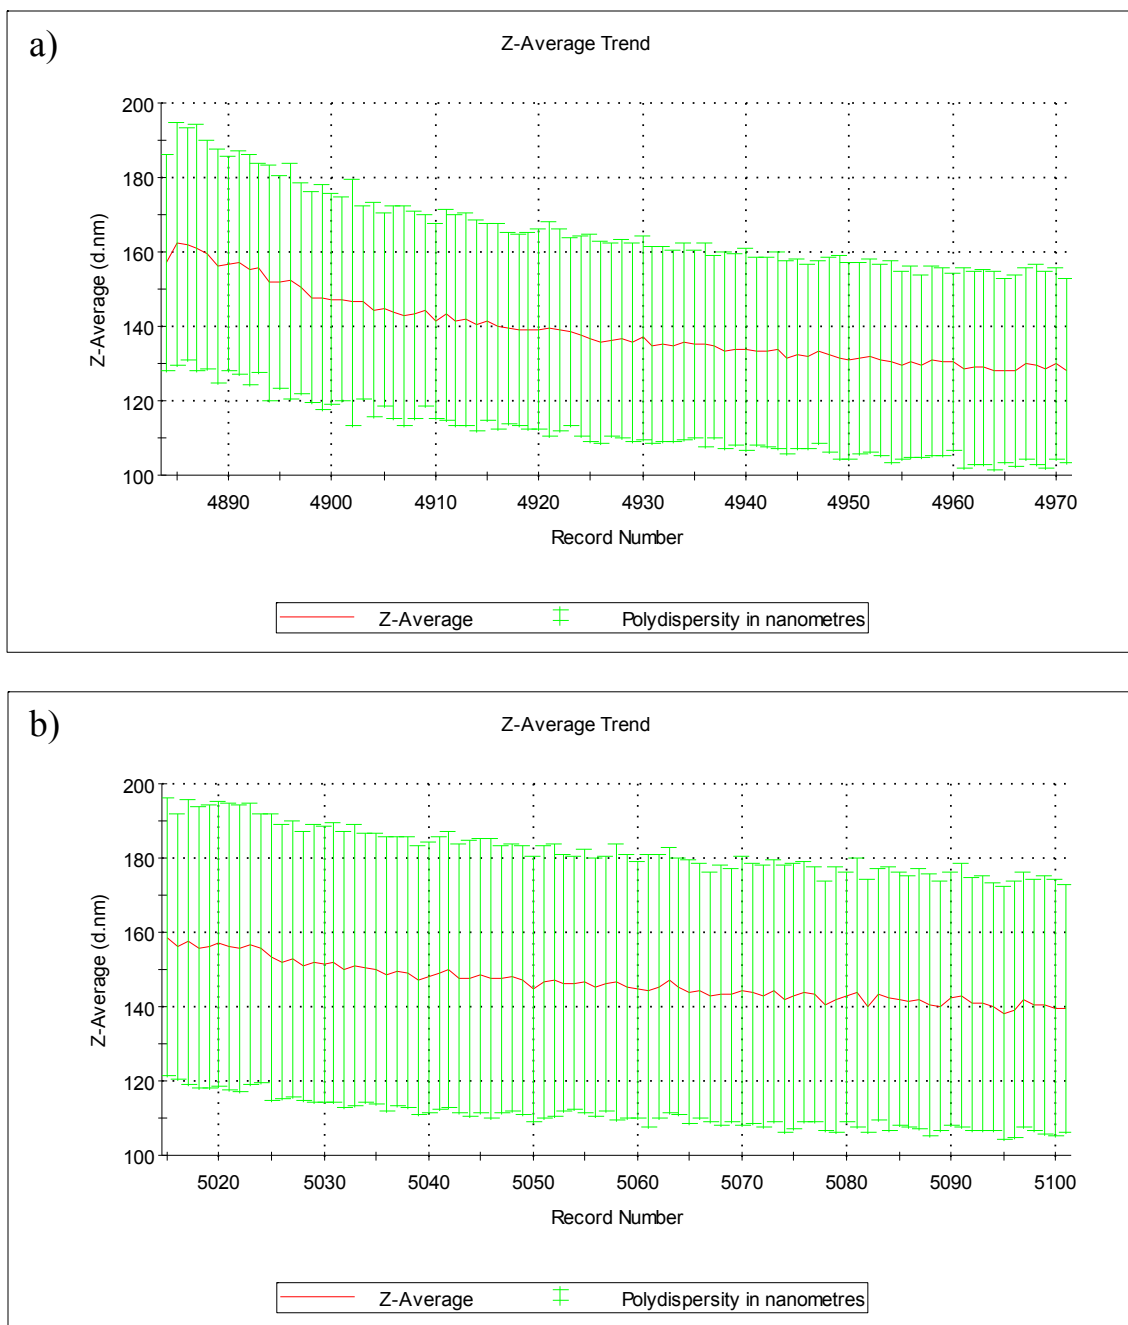 a)
Z-Average Trend
200
180
160
140
120
100
Z-Average (d.nm)
4890 4900 4910 4920 4930 4940 4950 4960 4970
Record Number
Z-Average Polydispersity in nanometres
b)
Z-Average Trend
200
180
160
140
120
100
Z-Average (d.nm)
5020 5030 5040 5050 5060 5070 5080 5090 5100
Record Number
Z-Average Polydispersity in nanometres